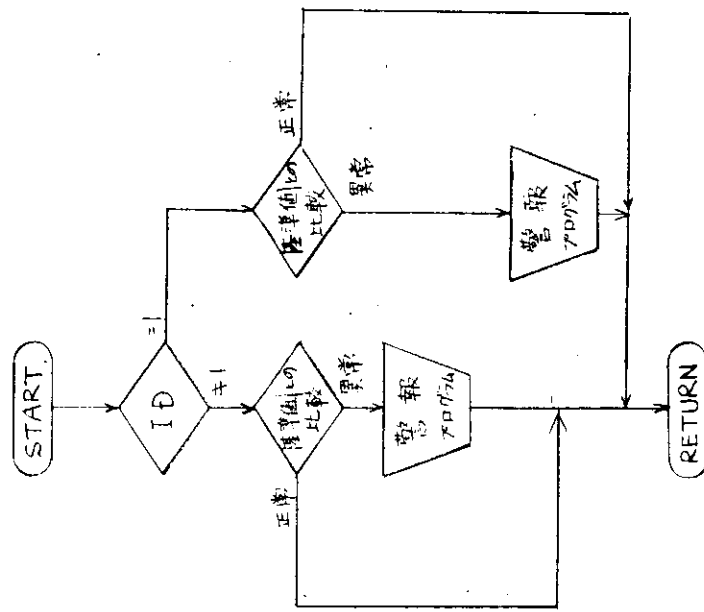 START
ID
=1
≠1
基準値との
比較
正常
異常
警報
プログラム
基準値との
比較
正常
異常
警報
プログラム
RETURN